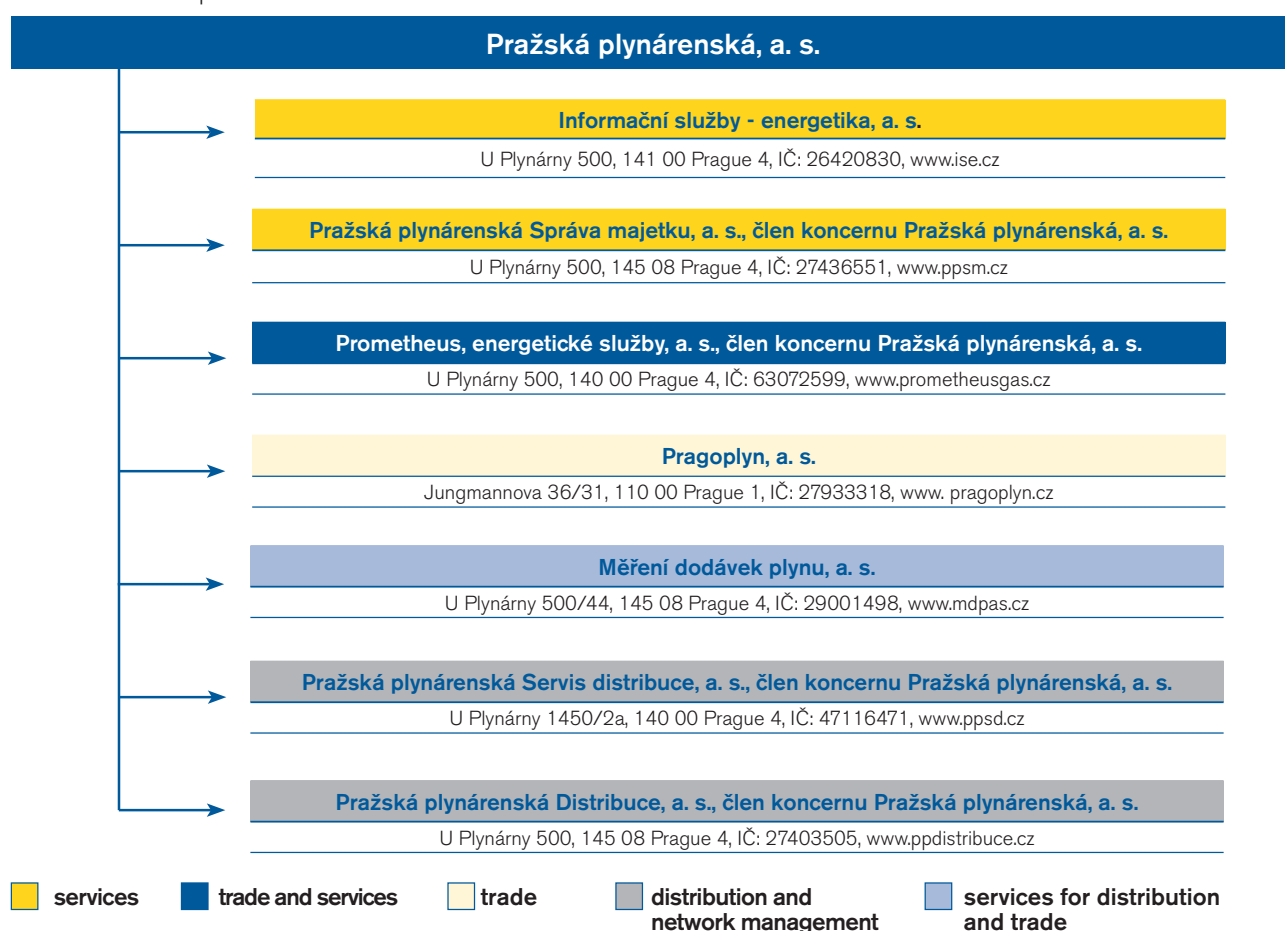 Pražská plynárenská, a. s.
Informační služby - energetika, a. s.
U Plynárny 500, 141 00 Prague 4, IČ: 26420830, www.ise.cz
Pražská plynárenská Správa majetku, a. s., člen koncernu Pražská plynárenská, a. s.
U Plynárny 500, 145 08 Prague 4, IČ: 27436551, www.ppsm.cz
Prometheus, energetické služby, a. s., člen koncernu Pražská plynárenská, a. s.
U Plynárny 500, 140 00 Prague 4, IČ: 63072599, www.prometheusgas.cz
Pragoplyn, a. s.
Jungmannova 36/31, 110 00 Prague 1, IČ: 27933318, www. pragoplyn.cz
Měření dodávek plynu, a. s.
U Plynárny 500/44, 145 08 Prague 4, IČ: 29001498, www.mdpas.cz
Pražská plynárenská Servis distribuce, a. s., člen koncernu Pražská plynárenská, a. s.
U Plynárny 1450/2a, 140 00 Prague 4, IČ: 47116471, www.ppsd.cz
Pražská plynárenská Distribuce, a. s., člen koncernu Pražská plynárenská, a. s.
U Plynárny 500, 145 08 Prague 4, IČ: 27403505, www.ppdistribuce.cz
services
trade and services
trade
distribution and
network management
services for distribution
and trade